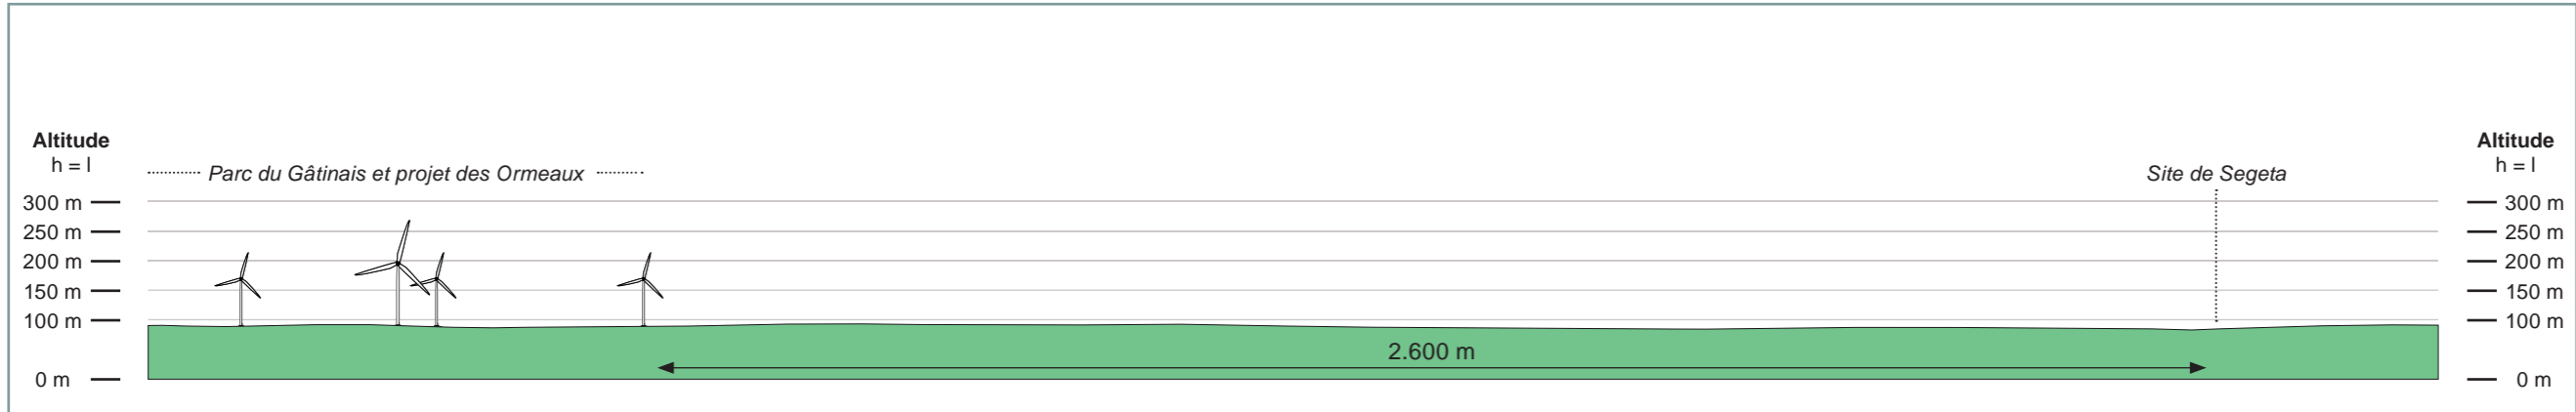 Altitude
h = l
Altitude
h = l
Parc du Gâtinais et projet des Ormeaux
Site de Segeta
300 m
300 m
250 m
250 m
200 m
200 m
150 m
150 m
100 m
100 m
2.600 m
0 m
0 m